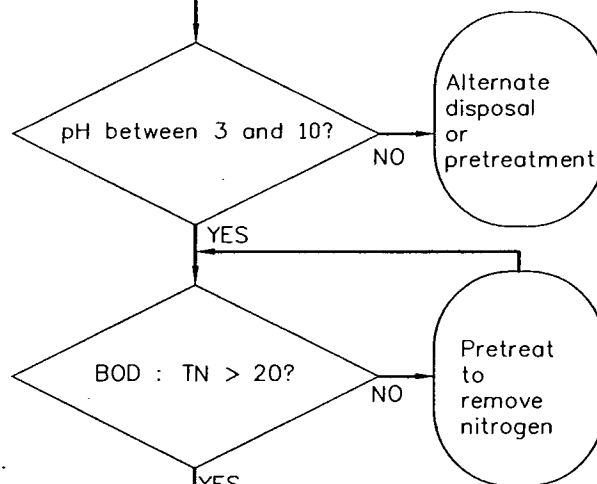 pH between 3 and 10?
NO
Alternate
disposal
or
pretreatment
YES
BOD : TN > 20?
NO
Pretreat
to
remove
nitrogen
YES